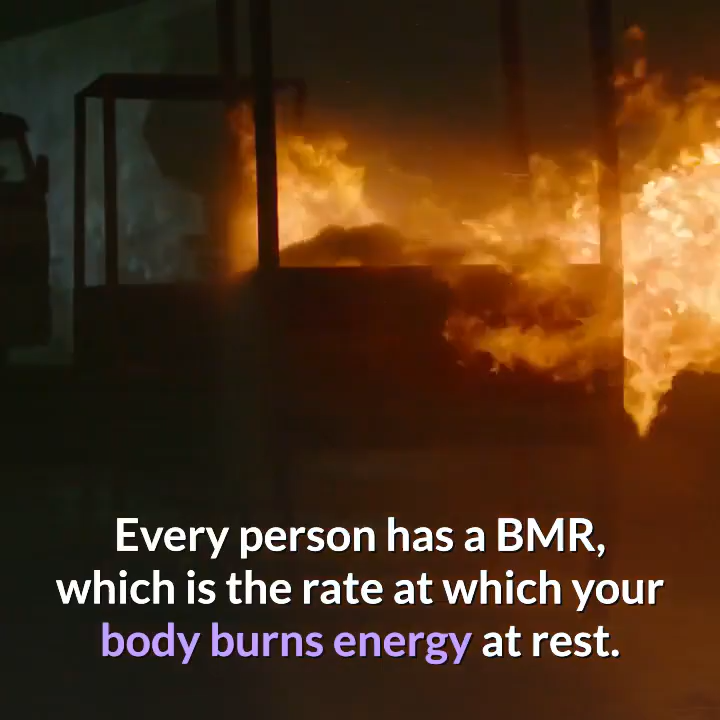 Every person has a BMR,
which is the rate at which your
body burns energy at rest.